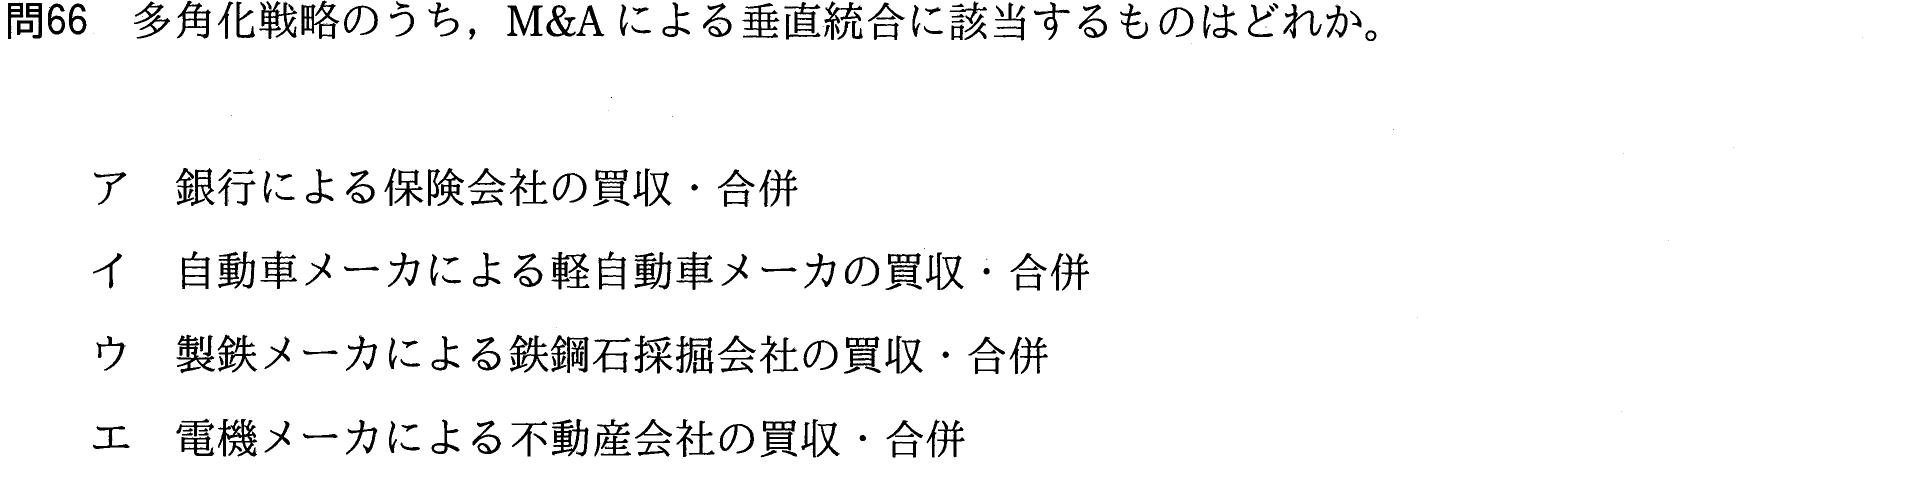 問66 多角化戦略のうち，M&Aによる垂直統合に該当するものはどれか。
ア 銀行による保険会社の買収・合併
イ 自動車メーカによる軽自動車メーカの買収・合併
ウ 製鉄メーカによる鉄鋼石採掘会社の買収・合併
エ 電機メーカによる不動産会社の買収・合併